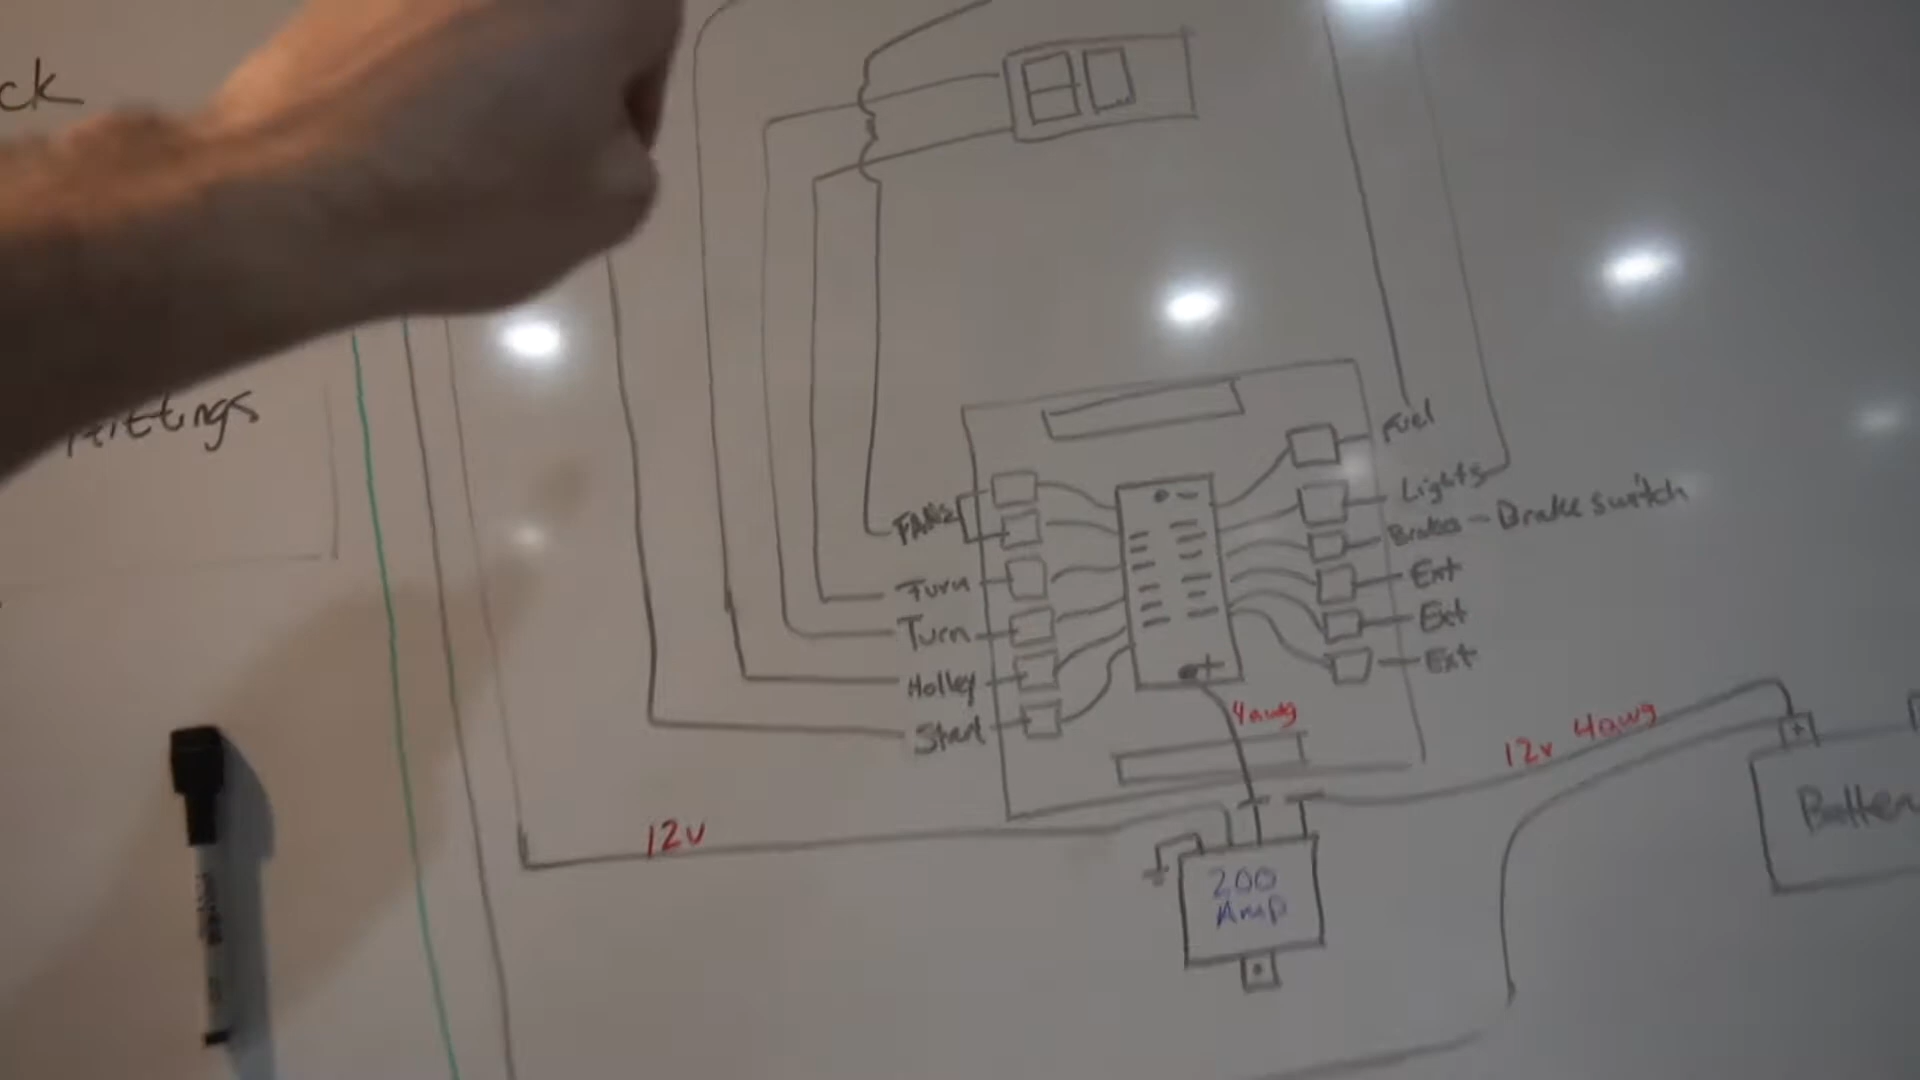 ck
Fittings
Fuel
Lights
Brakes - Brake switch
Ext
Ext
Ext
FANS
Turn
Turn
Holley
Start
- 
+
4awg
12v 4awg
12v
+
200
Amp
Batter